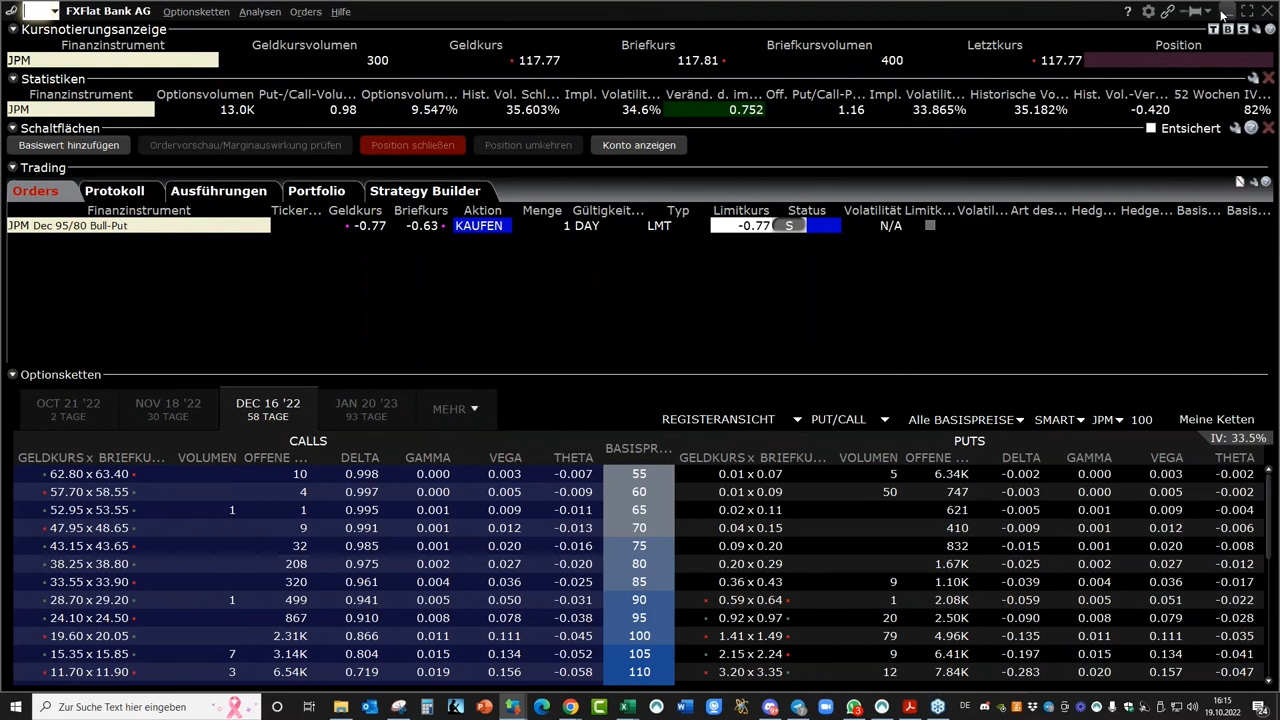 FXFlat Bank AG Optionsketten Analysen Orders Hilfe ?
Kursnotierungsanzeige T B S
Finanzinstrument Geldkursvolumen Geldkurs Briefkurs Briefkursvolumen Letztkurs Position
JPM 300 117.77 117.81 400 117.77
Statistiken
Finanzinstrument Optionsvolumen Put-/Call-Volu... Optionsvolum... Hist. Vol. Schl... Impl. Volatilit... Veränd. d. im... Off. Put/Call-P... Impl. Volatilität Historische Vo... Hist. Vol.-Ver... 52 Wochen IV...
JPM 13.0K 0.98 9.547% 35.603% 34.6% 0.752 1.16 33.865% 35.182% -0.420 82%
Schaltflächen Entsichert
Basiswert hinzufügen Ordervorschau/Marginauswirkung prüfen Position schließen Position umkehren Konto anzeigen
Trading
Orders Protokoll Ausführungen Portfolio Strategy Builder
Finanzinstrument Ticker... Geldkurs Briefkurs Aktion Menge Gültigkeit... Typ Limitkurs Status Volatilität Limitk... Volatil... Art des... Hedg... Hedge... Basis... Basis...
JPM Dec 95/80 Bull-Put -0.77 -0.63 KAUFEN 1 DAY LMT -0.77 S N/A
Optionsketten
OCT 21 '22 NOV 18 '22 DEC 16 '22 JAN 20 '23 MEHR
2 TAGE 30 TAGE 58 TAGE 93 TAGE
REGISTERANSICHT PUT/CALL Alle BASISPREISE SMART JPM 100 Meine Ketten
CALLS BASISPR... PUTS IV: 33.5%
GELDKURS x BRIEFKU... VOLUMEN OFFENE ... DELTA GAMMA VEGA THETA GELDKURS x BRIEFKU... VOLUMEN OFFENE ... DELTA GAMMA VEGA THETA
62.80 x 63.40 10 0.998 0.000 0.003 -0.007 55 0.01 x 0.07 5 6.34K -0.002 0.000 0.003 -0.002
57.70 x 58.55 4 0.997 0.000 0.005 -0.009 60 0.01 x 0.09 50 747 -0.003 0.000 0.005 -0.002
52.95 x 53.55 1 1 0.995 0.001 0.006 -0.011 65 0.02 x 0.11 621 -0.005 0.001 0.009 -0.004
47.95 x 48.65 9 0.991 0.001 0.012 -0.013 70 0.04 x 0.15 410 -0.009 0.001 0.012 -0.006
43.15 x 43.65 32 0.985 0.001 0.020 -0.016 75 0.09 x 0.20 832 -0.015 0.001 0.020 -0.008
38.25 x 38.80 208 0.975 0.002 0.027 -0.020 80 0.20 x 0.29 1.67K -0.025 0.002 0.027 -0.012
33.55 x 33.90 320 0.961 0.004 0.036 -0.025 85 0.36 x 0.43 9 1.10K -0.039 0.004 0.036 -0.017
28.70 x 29.20 1 499 0.941 0.005 0.050 -0.031 90 0.59 x 0.64 1 2.08K -0.059 0.005 0.051 -0.022
24.10 x 24.50 867 0.910 0.008 0.078 -0.038 95 0.92 x 0.97 20 2.50K -0.090 0.008 0.079 -0.028
19.60 x 20.05 2.31K 0.866 0.011 0.111 -0.045 100 1.41 x 1.49 79 4.96K -0.135 0.011 0.111 -0.035
15.35 x 15.85 7 3.14K 0.804 0.015 0.134 -0.052 105 2.15 x 2.24 9 6.41K -0.197 0.015 0.134 -0.041
11.70 x 11.90 3 6.54K 0.719 0.019 0.156 -0.058 110 3.20 x 3.35 12 7.84K -0.283 0.020 0.157 -0.047
Zur Suche Text hier eingeben 16:15
19.10.2022 24